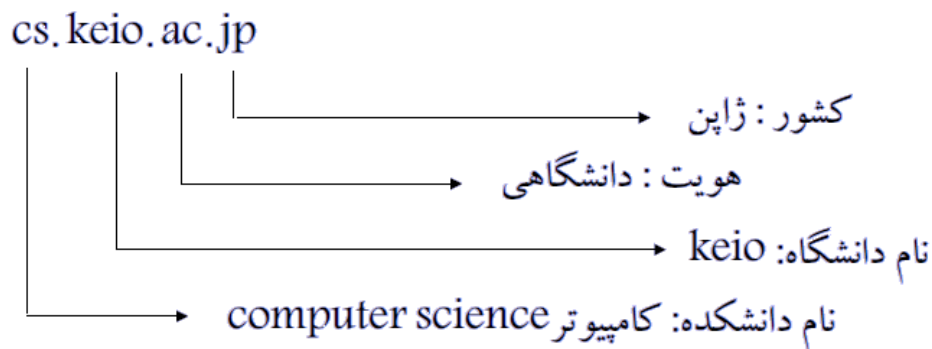 cs.keio.ac.jp
کشور : ژاپن
هویت : دانشگاهی
نام دانشگاه: keio
نام دانشکده: کامپیوتر computer science